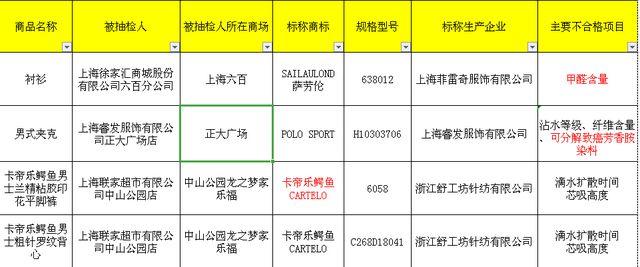 商品名称 被抽检人 被抽检人所在商场 标称商标 规格型号 标称生产企业 主要不合格项目
衬衫 上海徐家汇商城股份有限公司六百分公司 上海六百 SAILAULOND 萨劳伦 638012 上海菲雷奇服饰有限公司 甲醛含量
男式夹克 上海睿发服饰有限公司正大广场店 正大广场 POLO SPORT H10303706 上海睿发服饰有限公司 沾水等级、纤维含量、可分解致癌芳香胺染料
卡帝乐鳄鱼男士兰精粘胶印花平脚裤 上海联家超市有限公司中山公园店 中山公园龙之梦家乐福 卡帝乐鳄鱼 CARTELO 6058 浙江舒工坊针纺有限公司 滴水扩散时间 芯吸高度
卡帝乐鳄鱼男士粗针罗纹背心 上海联家超市有限公司中山公园店 中山公园龙之梦家乐福 卡帝乐鳄鱼 CARTELO C268D18041 浙江舒工坊针纺有限公司 滴水扩散时间 芯吸高度